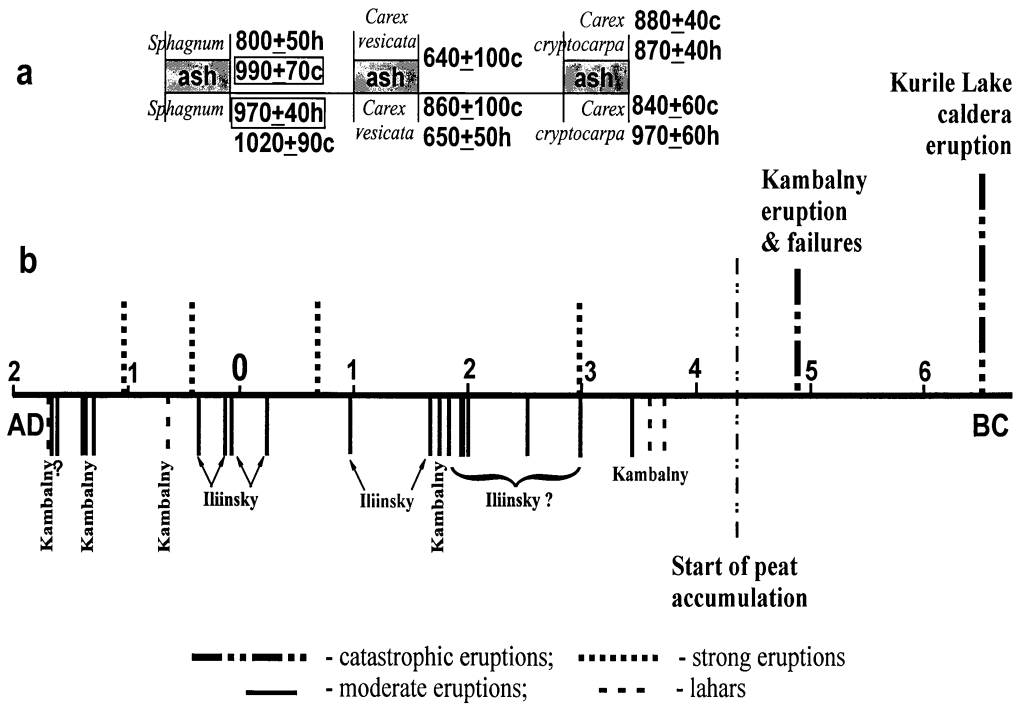 a
Sphagnum 800±50h
ash 990+70c
Sphagnum 970±40h
1020±90c
Carex
vesicata 640±100c
ash
Carex 860±100c
vesicata 650±50h
Carex 880±40c
cryptocarpa 870±40h
ash
Carex 840±60c
cryptocarpa 970±60h
Kurile Lake
caldera
eruption
Kambalny
eruption
& failures
b
2 1 0 1 2 3 4 5 6
AD BC
Kambalny
?
Kambalny
Kambalny
Iliinsky
Iliinsky
Kambalny
Iliinsky ?
Kambalny
Start of peat
accumulation
- catastrophic eruptions; - strong eruptions
- moderate eruptions; - lahars